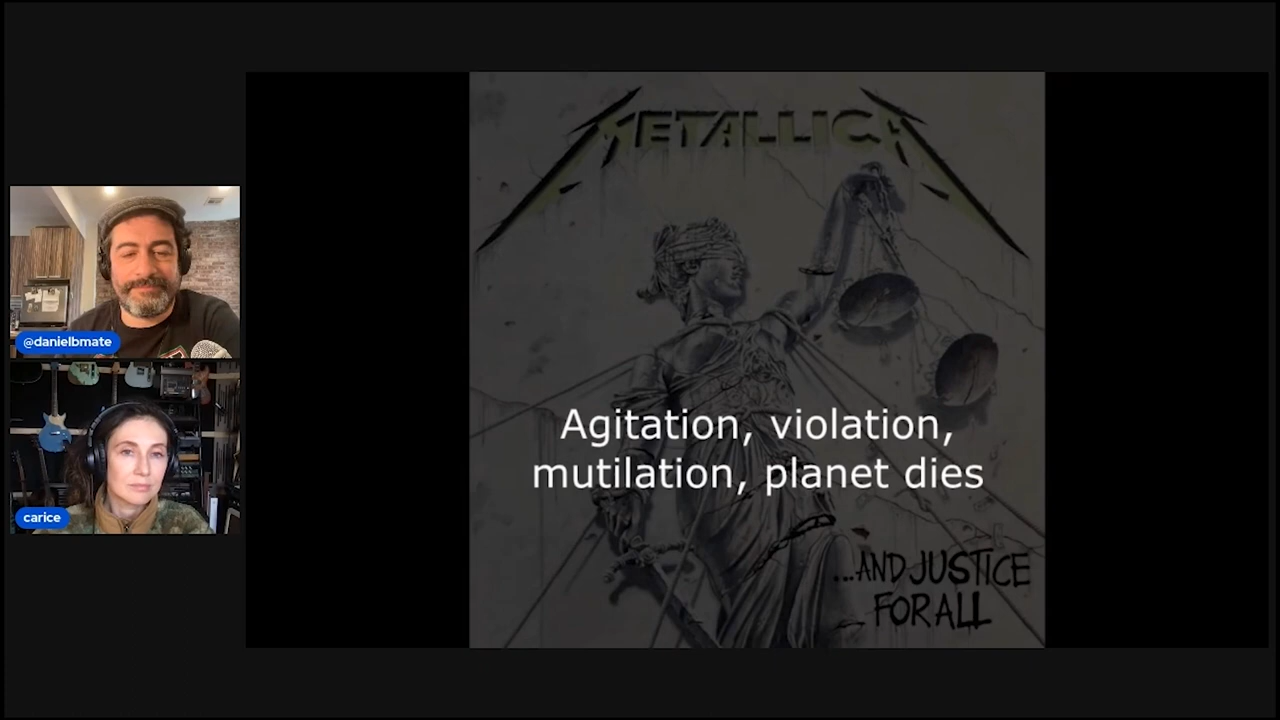 METALLICA
@danielbmate
Agitation, violation,
mutilation, planet dies
carice
...AND JUSTICE
FOR ALL